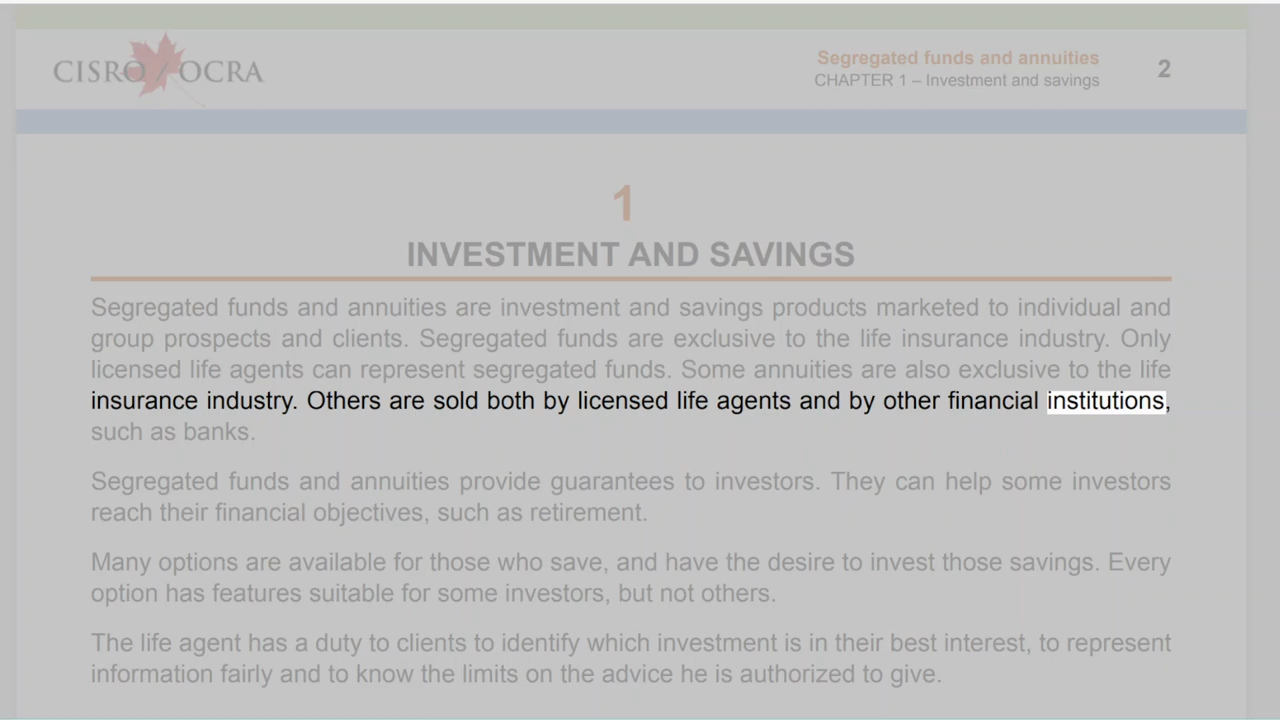 CISRO / OCRA
Segregated funds and annuities
CHAPTER 1 – Investment and savings
2
1
INVESTMENT AND SAVINGS
Segregated funds and annuities are investment and savings products marketed to individual and
group prospects and clients. Segregated funds are exclusive to the life insurance industry. Only
licensed life agents can represent segregated funds. Some annuities are also exclusive to the life
insurance industry. Others are sold both by licensed life agents and by other financial institutions,
such as banks.
Segregated funds and annuities provide guarantees to investors. They can help some investors
reach their financial objectives, such as retirement.
Many options are available for those who save, and have the desire to invest those savings. Every
option has features suitable for some investors, but not others.
The life agent has a duty to clients to identify which investment is in their best interest, to represent
information fairly and to know the limits on the advice he is authorized to give.